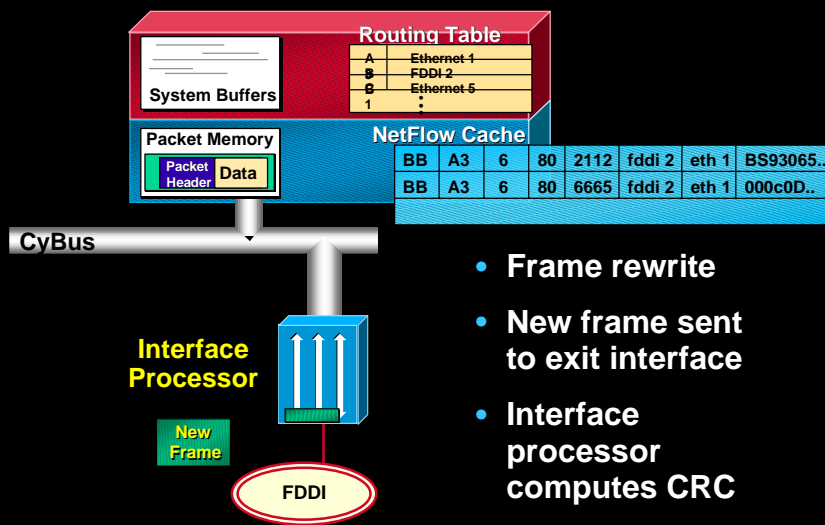 Routing Table
A Ethernet 1
B FDDI 2
C Ethernet 5
1
System Buffers
Packet Memory
Packet
Header
Data
NetFlow Cache
BB A3 6 80 2112 fddi 2 eth 1 BS93065..
BB A3 6 80 6665 fddi 2 eth 1 000c0D..
CyBus
• Frame rewrite
• New frame sent
to exit interface
• Interface
processor
computes CRC
Interface
Processor
New
Frame
FDDI